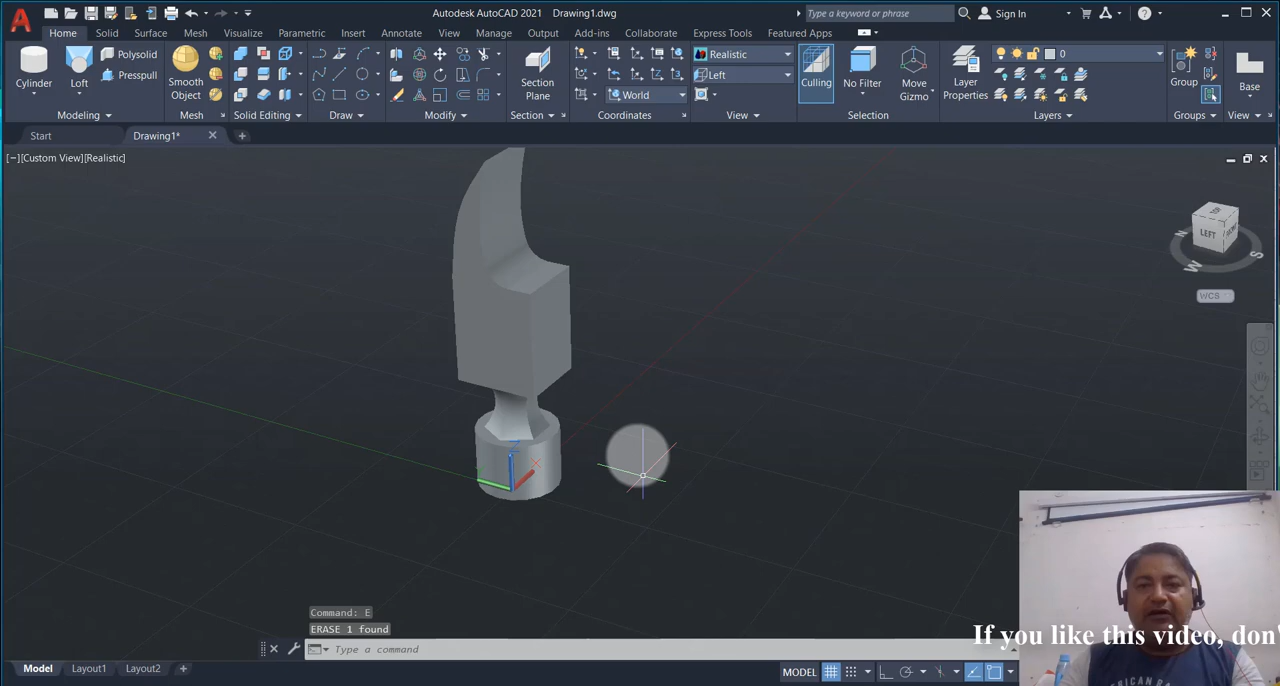 Autodesk AutoCAD 2021 Drawing1.dwg
Type a keyword or phrase
Sign In
Home Solid Surface Mesh Visualize Parametric Insert Annotate View Manage Output Add-ins Collaborate Express Tools Featured Apps
Polysolid
Presspull
Realistic
Left
World
0
Cylinder Loft
Smooth
Object
Section
Plane
Culling No Filter
Move
Gizmo
Layer
Properties
Group Base
Modeling Mesh Solid Editing Draw Modify Section Coordinates View Selection Layers Groups View
Start Drawing1*
[−][Custom View][Realistic]
LEFT
N
S
W
WCS
Command: E
ERASE 1 found
Type a command
If you like this video, don'
AMERICAN
Model Layout1 Layout2
MODEL